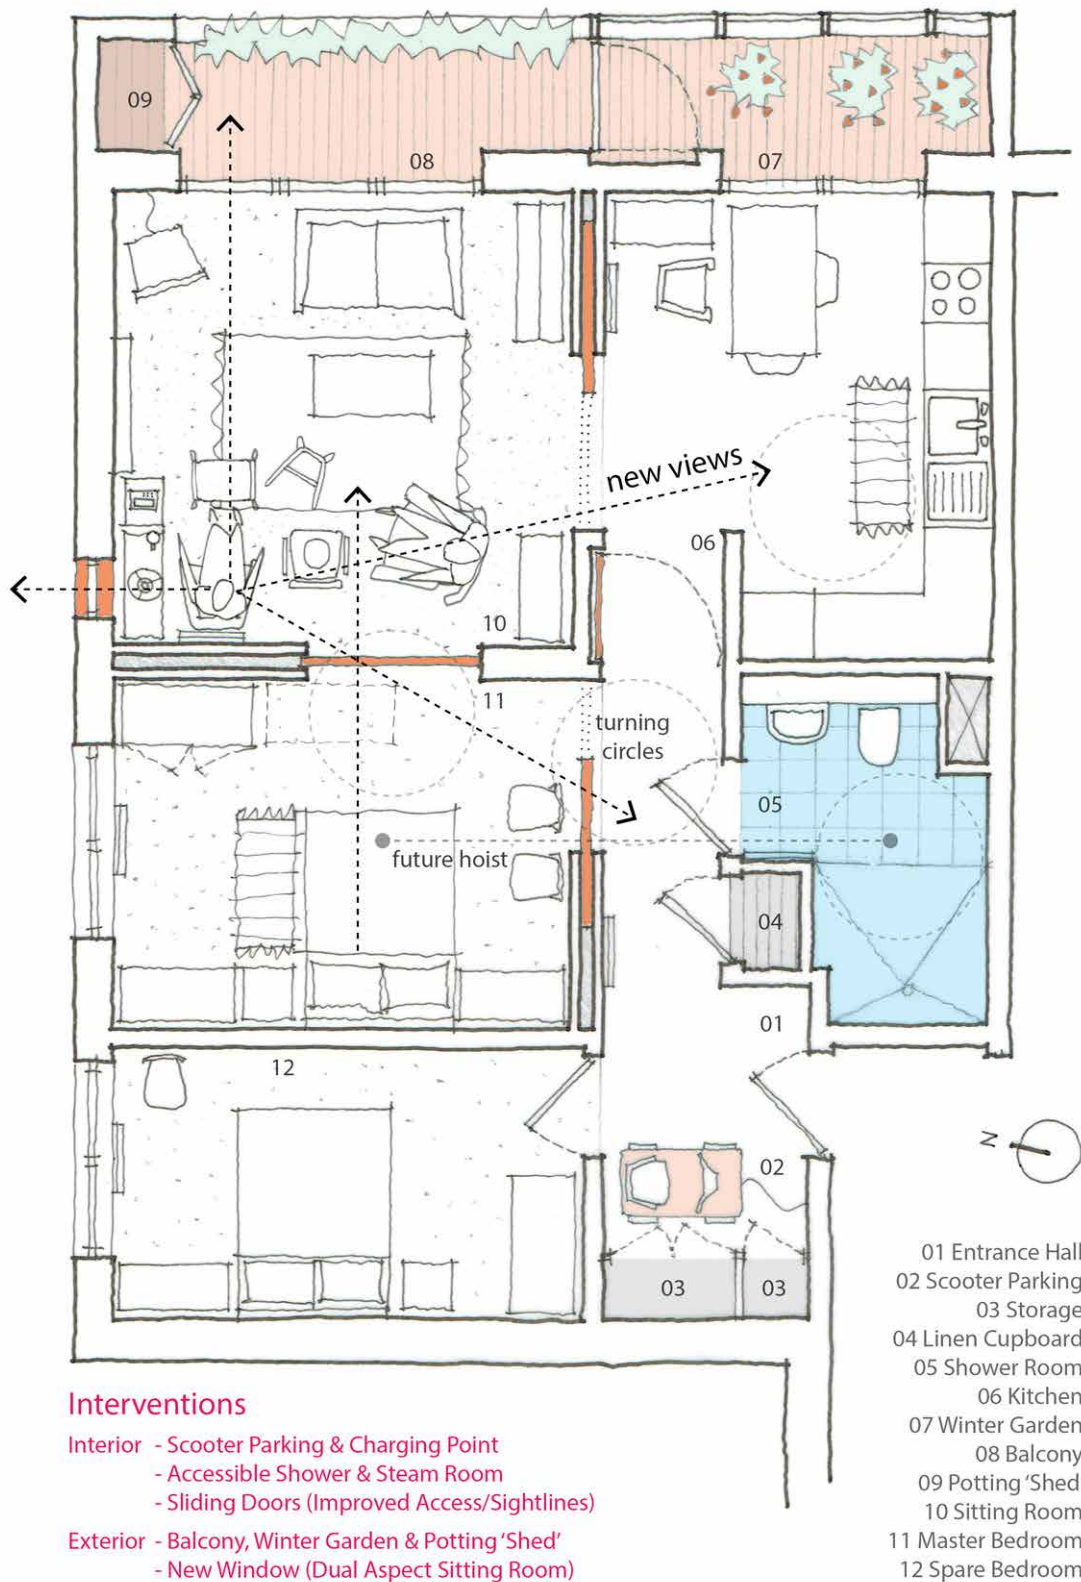 09
08
07
new views
06
10
11
turning
circles
05
future hoist
04
01
12
N
02
03
03
01 Entrance Hall
02 Scooter Parking
03 Storage
04 Linen Cupboard
05 Shower Room
06 Kitchen
07 Winter Garden
08 Balcony
09 Potting ‘Shed
10 Sitting Room
11 Master Bedroom
12 Spare Bedroom
Interventions
Interior - Scooter Parking & Charging Point
- Accessible Shower & Steam Room
- Sliding Doors (Improved Access/Sightlines)
Exterior - Balcony, Winter Garden & Potting ‘Shed’
- New Window (Dual Aspect Sitting Room)